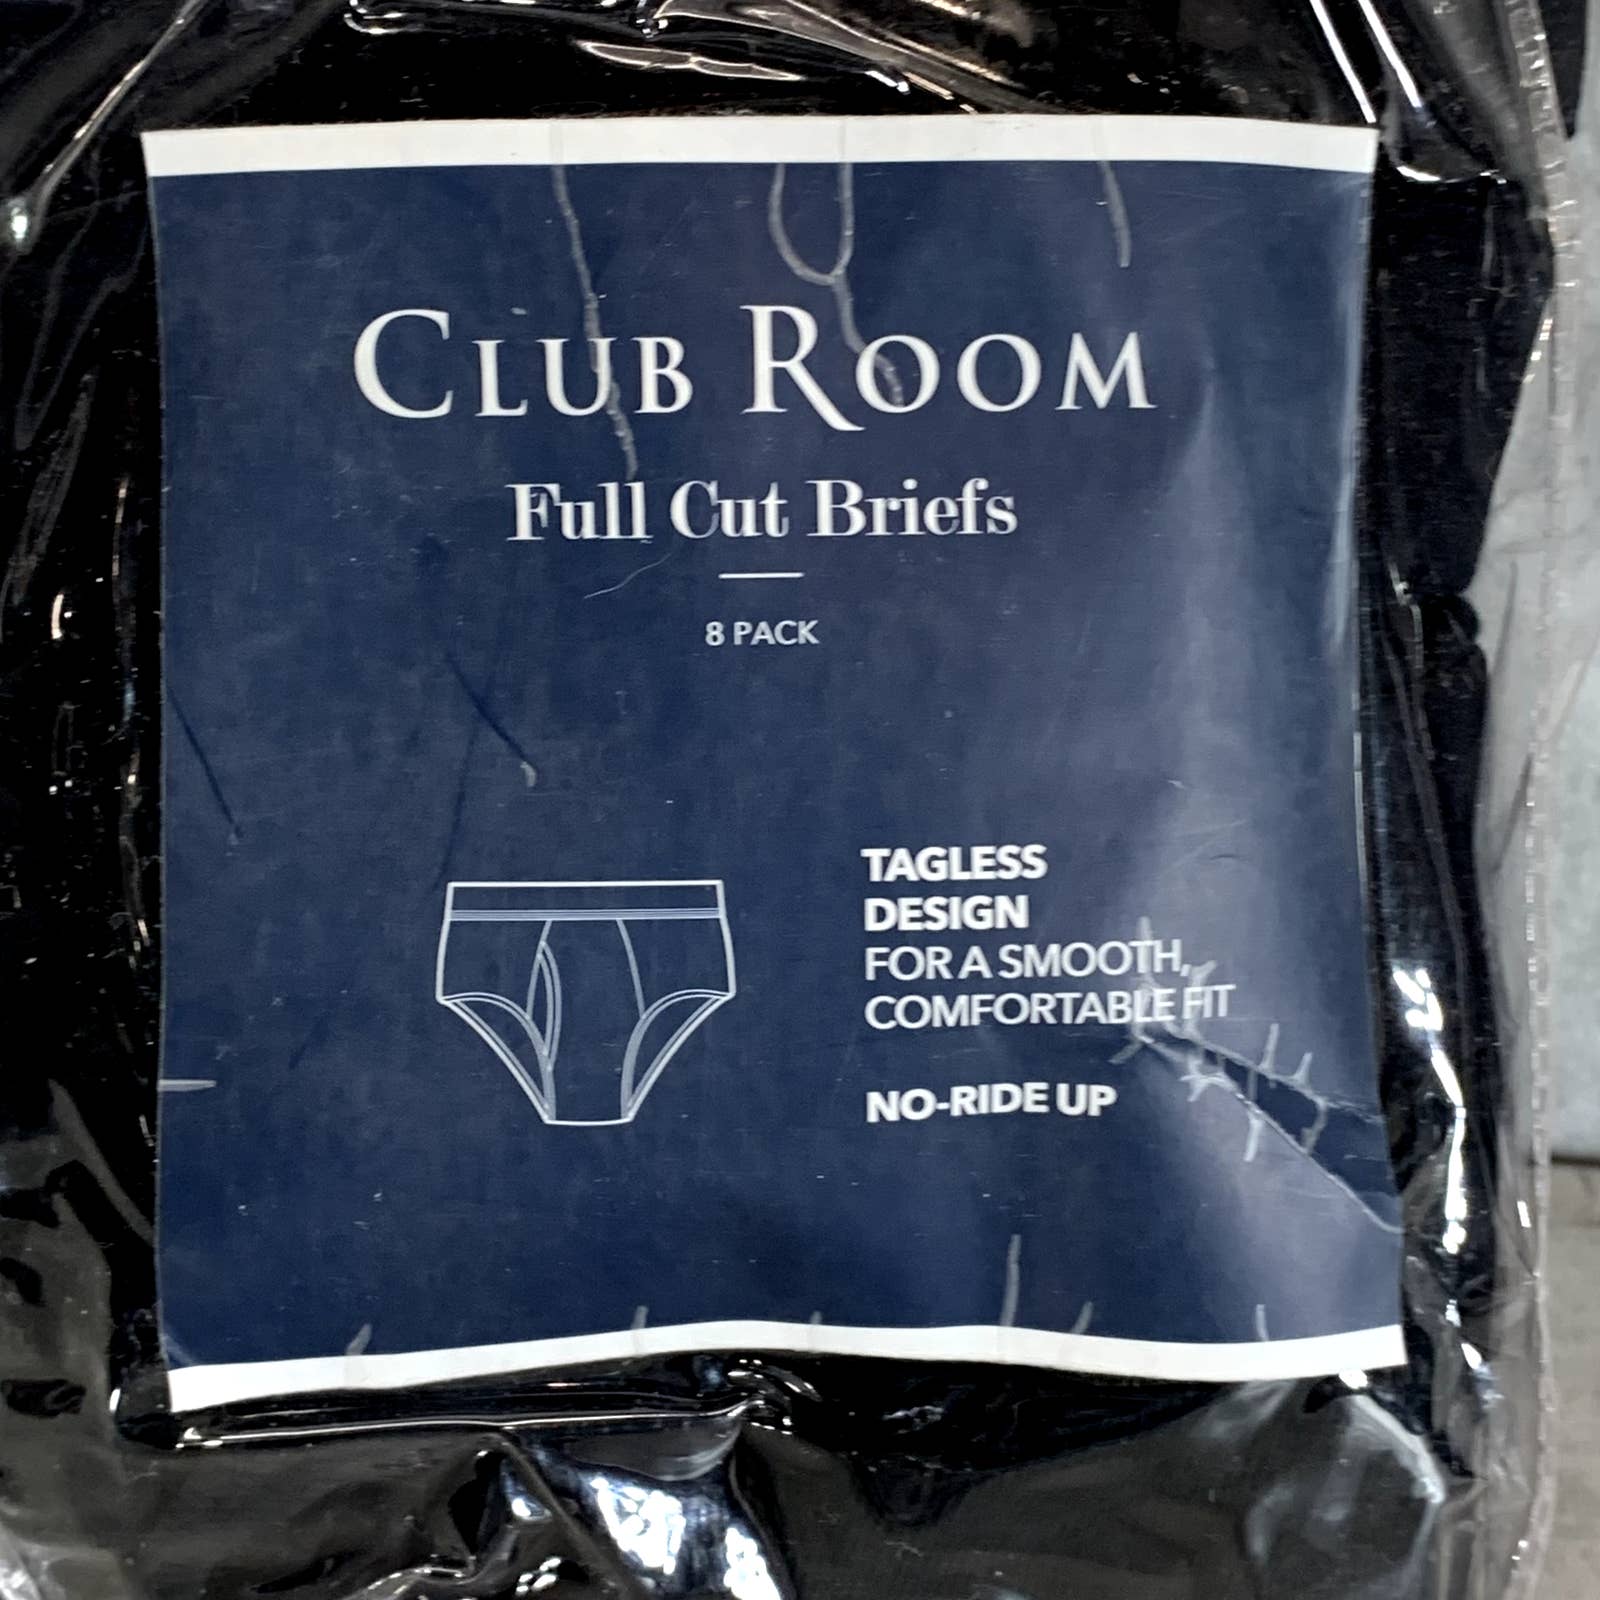 CLUB ROOM
Full Cut Briefs
8 PACK
TAGLESS
DESIGN
FOR A SMOOTH,
COMFORTABLE FIT
NO-RIDE UP